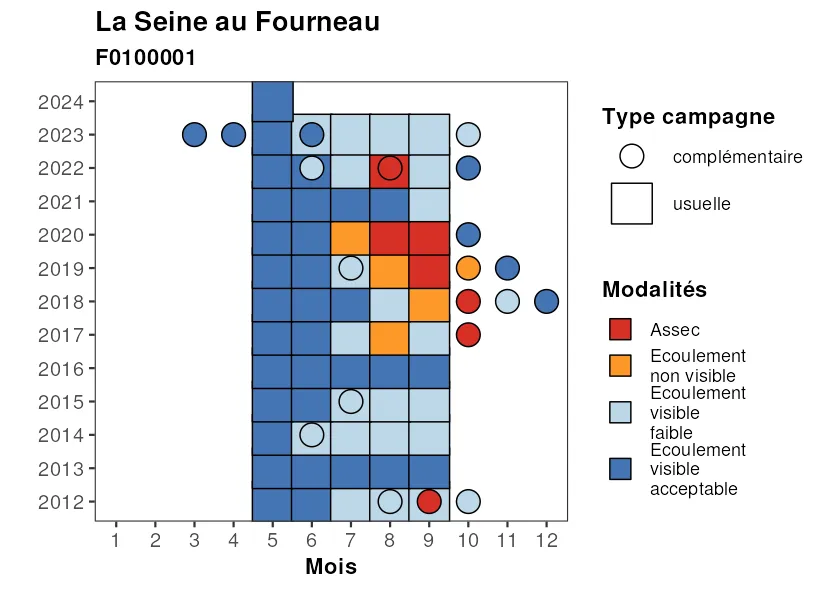 La Seine au Fourneau
F0100001
2024
2023
2022
2021
2020
2019
2018
2017
2016
2015
2014
2013
2012
1 2 3 4 5 6 7 8 9 10 11 12
Mois
Type campagne
complémentaire
usuelle
Modalités
Assec
Ecoulement
non visible
Ecoulement
visible
faible
Ecoulement
visible
acceptable